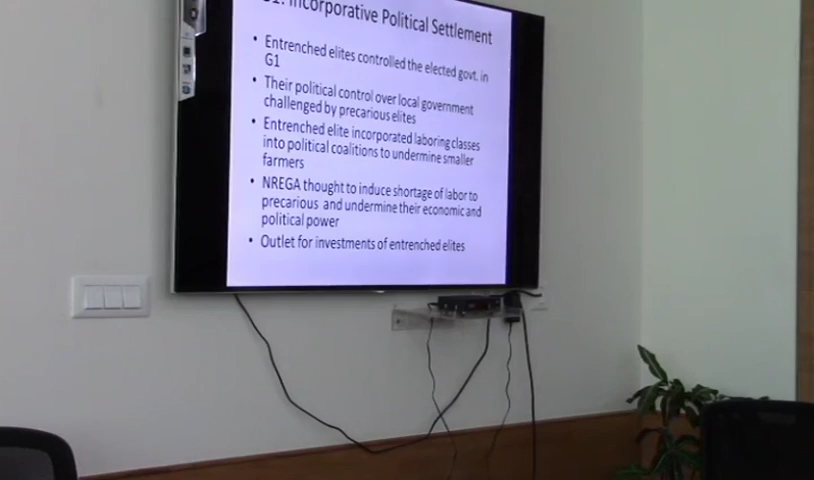 Incorporative Political Settlement
• Entrenched elites controlled the elected govt. in
G1
• Their political control over local government
challenged by precarious elites
• Entrenched elite incorporated laboring classes
into political coalitions to undermine smaller
farmers
• NREGA thought to induce shortage of labor to
precarious and undermine their economic and
political power
• Outlet for investments of entrenched elites